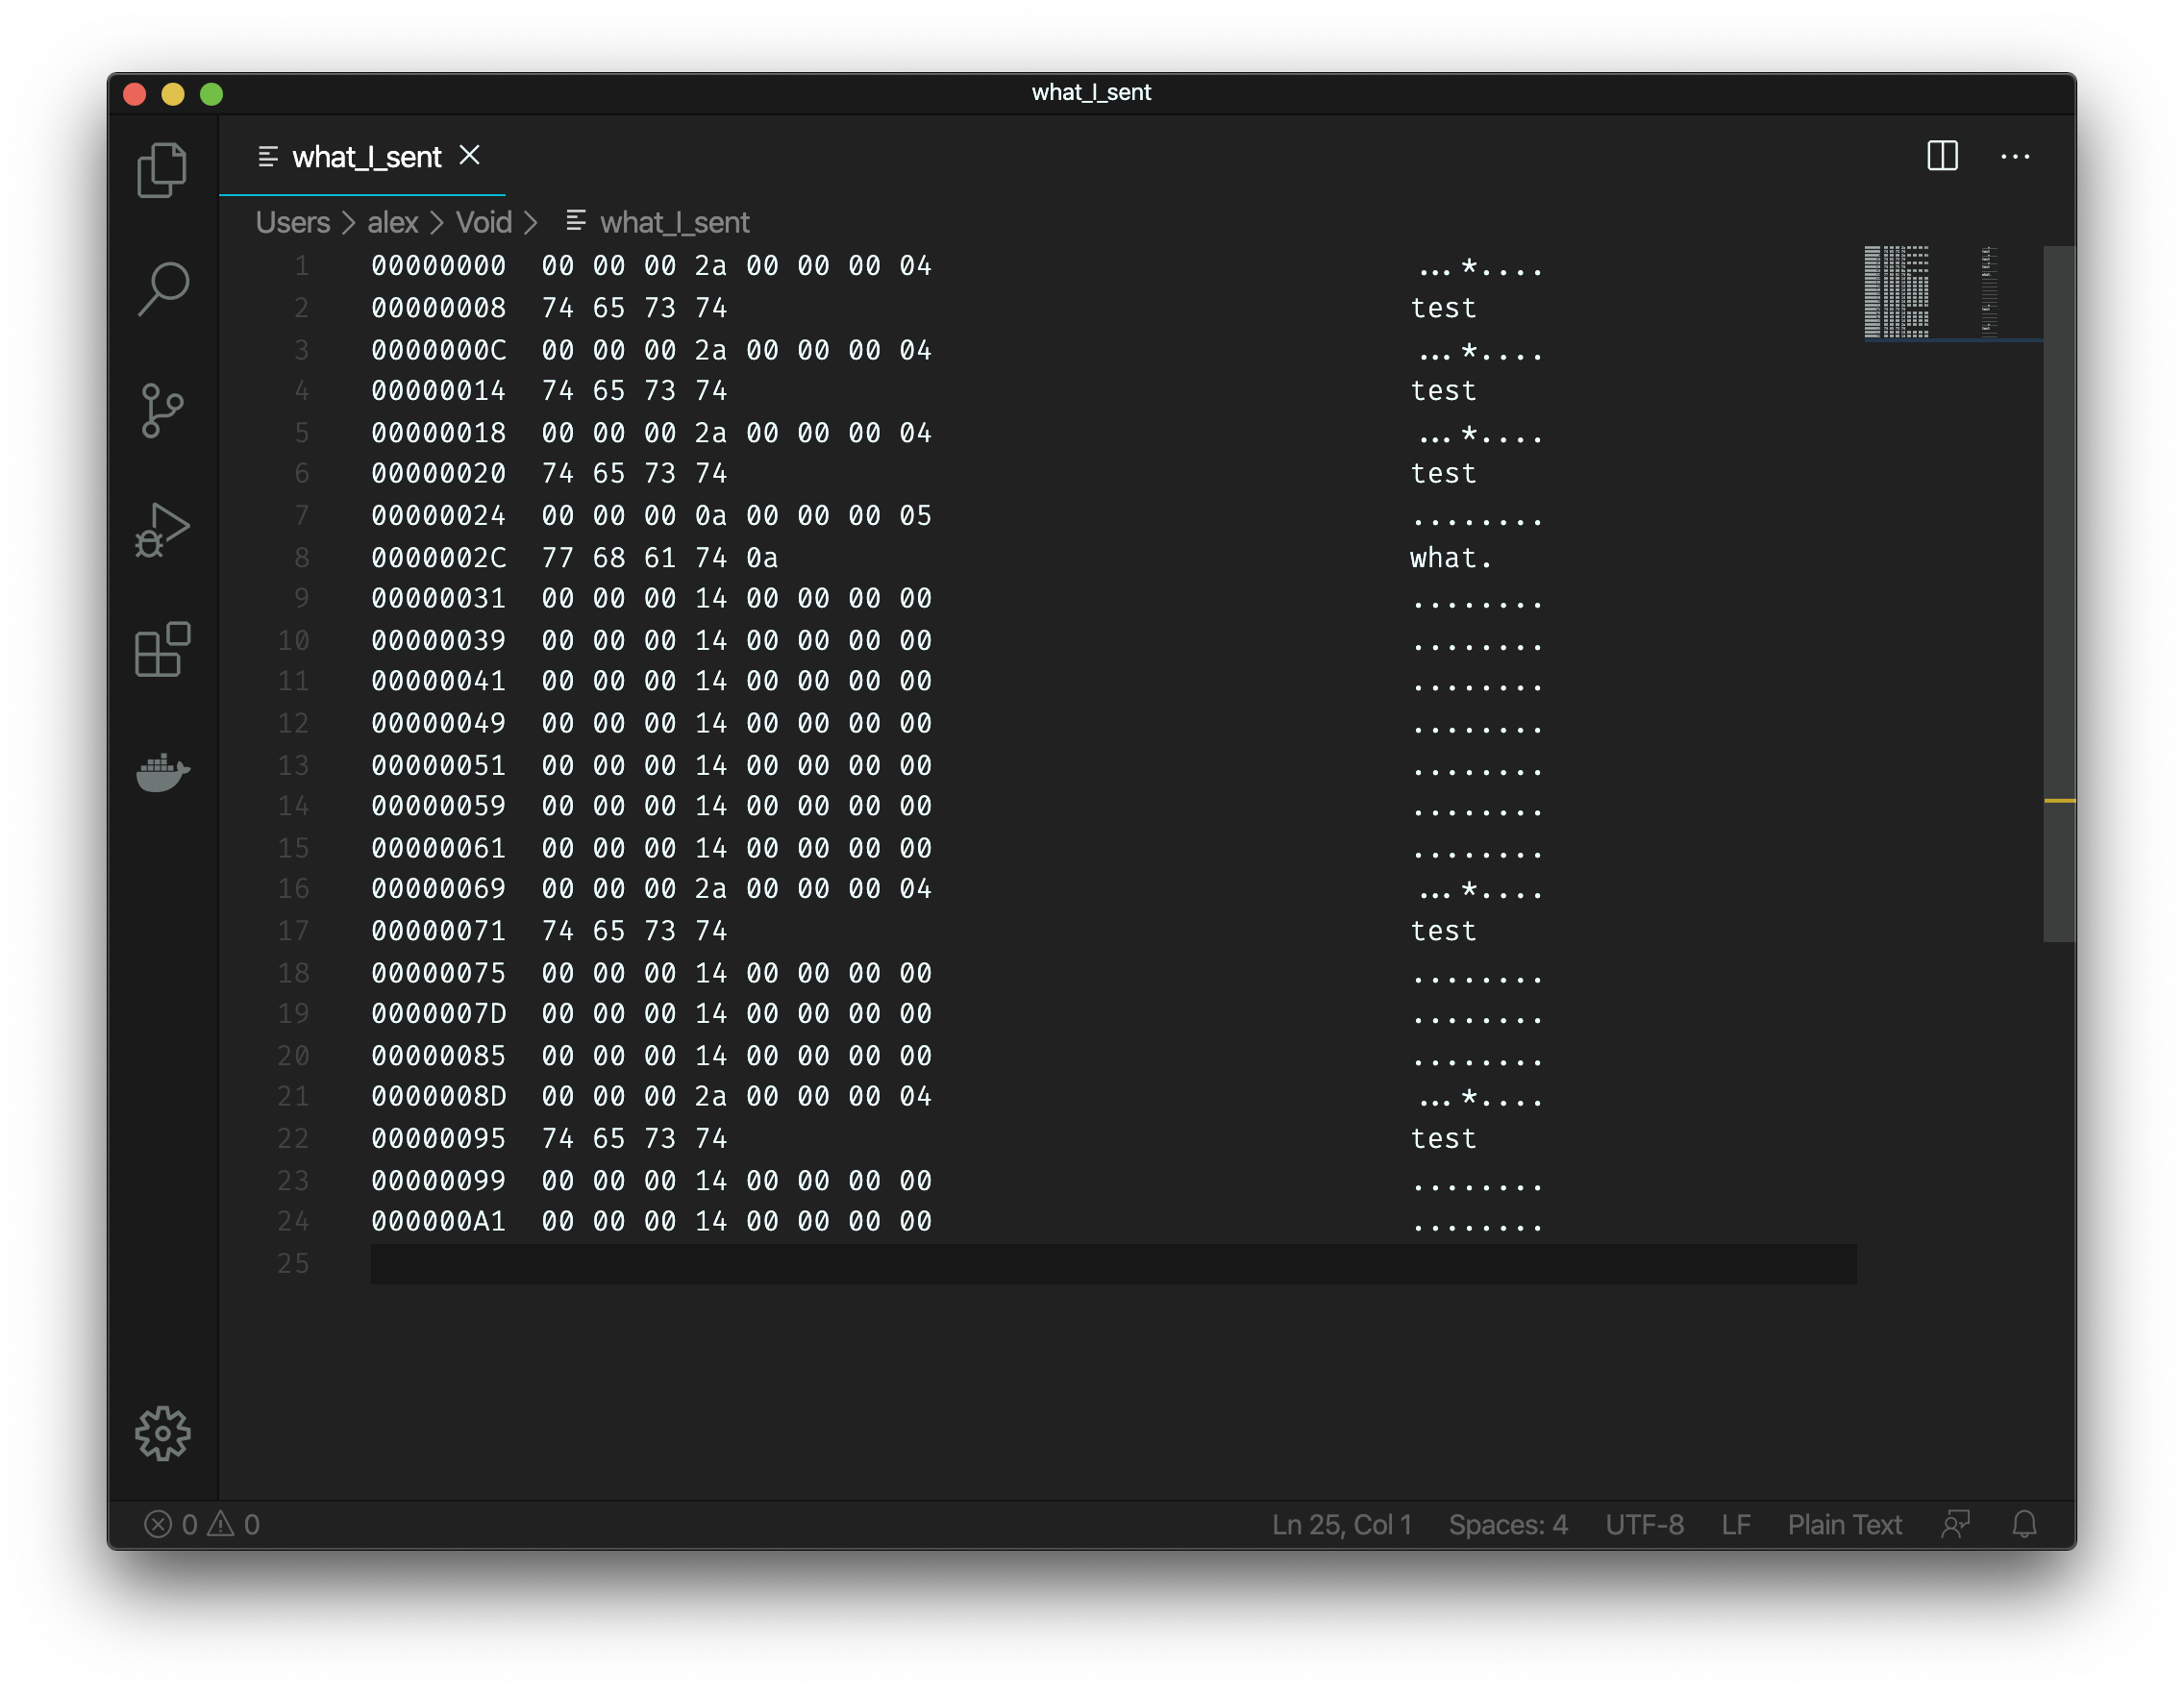 what_I_sent
what_I_sent
Users > alex > Void > what_I_sent
1 00000000 00 00 00 2a 00 00 00 04 ...*....
2 00000008 74 65 73 74 test
3 0000000C 00 00 00 2a 00 00 00 04 ...*....
4 00000014 74 65 73 74 test
5 00000018 00 00 00 2a 00 00 00 04 ...*....
6 00000020 74 65 73 74 test
7 00000024 00 00 00 0a 00 00 00 05 ........
8 0000002C 77 68 61 74 0a what.
9 00000031 00 00 00 14 00 00 00 00 ........
10 00000039 00 00 00 14 00 00 00 00 ........
11 00000041 00 00 00 14 00 00 00 00 ........
12 00000049 00 00 00 14 00 00 00 00 ........
13 00000051 00 00 00 14 00 00 00 00 ........
14 00000059 00 00 00 14 00 00 00 00 ........
15 00000061 00 00 00 14 00 00 00 00 ........
16 00000069 00 00 00 2a 00 00 00 04 ...*....
17 00000071 74 65 73 74 test
18 00000075 00 00 00 14 00 00 00 00 ........
19 0000007D 00 00 00 14 00 00 00 00 ........
20 00000085 00 00 00 14 00 00 00 00 ........
21 0000008D 00 00 00 2a 00 00 00 04 ...*....
22 00000095 74 65 73 74 test
23 00000099 00 00 00 14 00 00 00 00 ........
24 000000A1 00 00 00 14 00 00 00 00 ........
25
0 0 Ln 25, Col 1 Spaces: 4 UTF-8 LF Plain Text